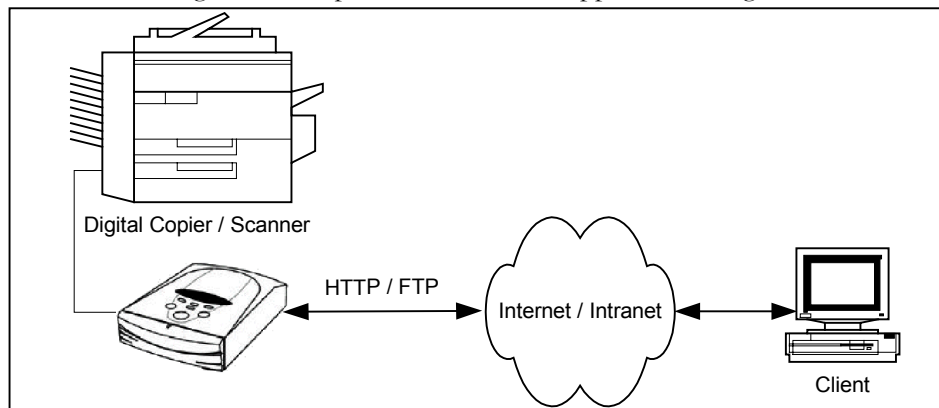 Digital Copier / Scanner
HTTP / FTP
Internet / Intranet
Client